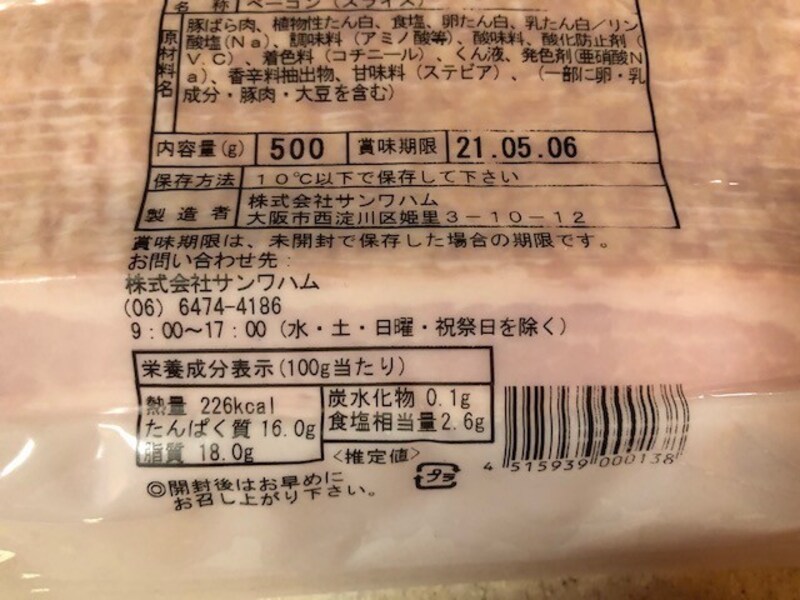 名 称 ベーコン（スライス）
原材料名
豚ばら肉、植物性たん白、食塩、卵たん白、乳たん白／リン
酸塩(Ｎa)、調味料（アミノ酸等）、酸味料、酸化防止剤（
Ｖ.Ｃ）、着色料（コチニール）、くん液、発色剤(亜硝酸Ｎ
a)、香辛料抽出物、甘味料（ステビア）、（一部に卵・乳
成分・豚肉・大豆を含む）
内容量(g) 500 賞味期限 21.05.06
保存方法 １０℃以下で保存して下さい
製造者 株式会社サンワハム
大阪市西淀川区姫里３－１０－１２
賞味期限は、未開封で保存した場合の期限です。
お問い合わせ先：
株式会社サンワハム
(06) 6474-4186
9：00〜17：00（水・土・日曜・祝祭日を除く）
栄養成分表示(100g当たり)
熱量 226kcal 炭水化物 0.1g
たんぱく質 16.0g 食塩相当量 2.6g
脂質 18.0g <推定値>
プラ
4 515939 000138
◎開封後はお早めに
お召し上がり下さい。